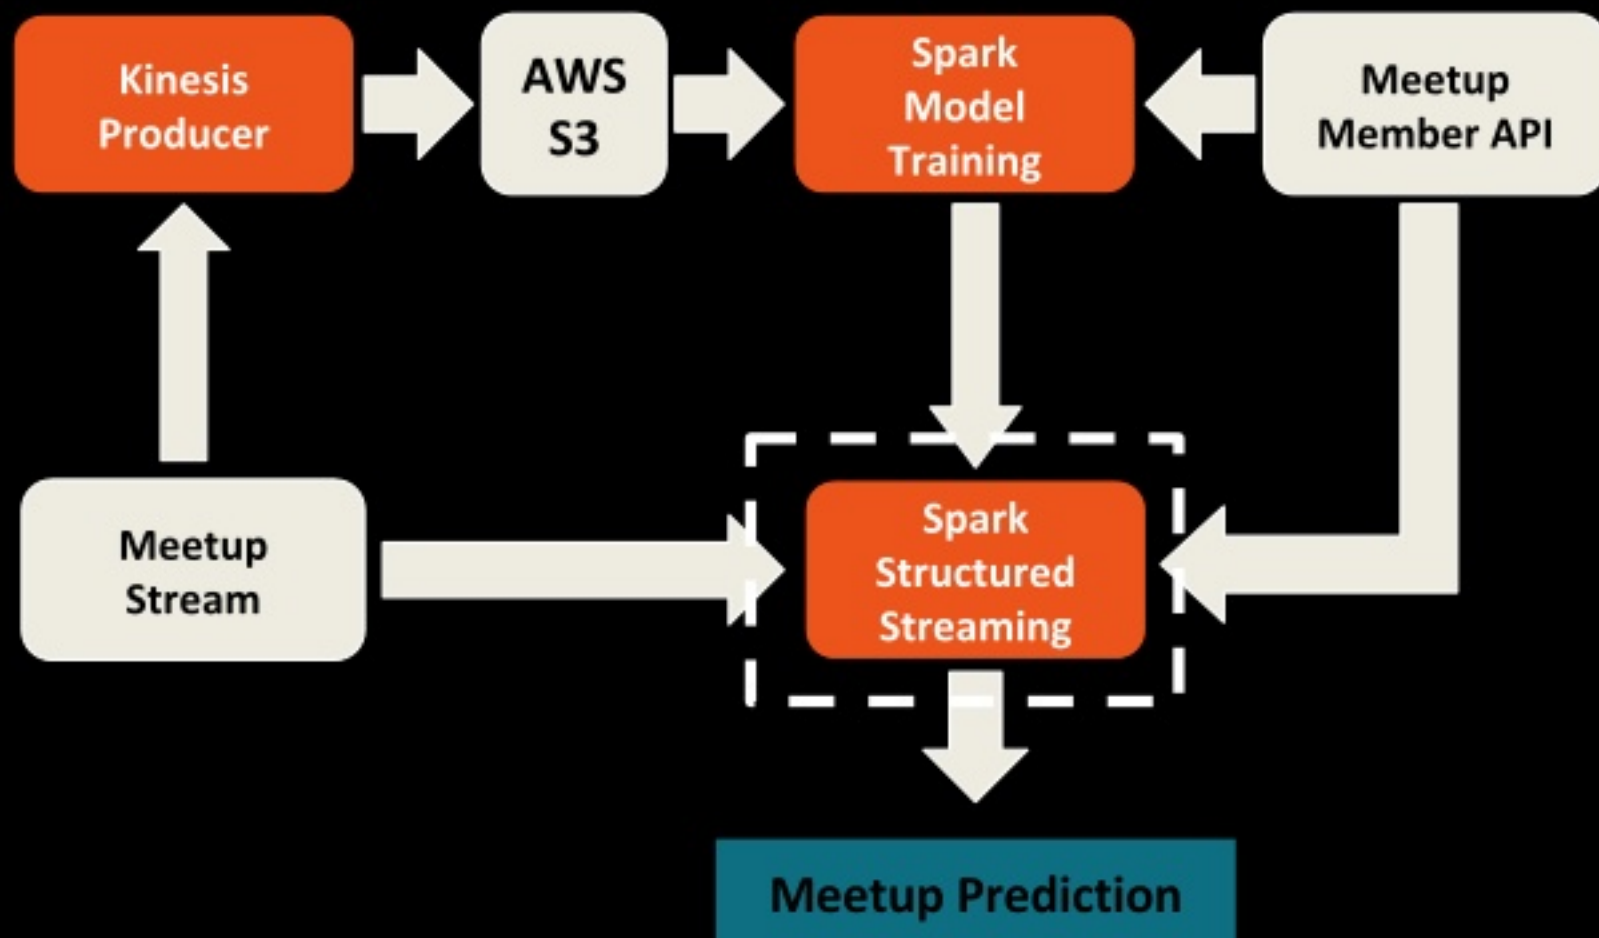 Kinesis
Producer
AWS
S3
Spark
Model
Training
Meetup
Member API
Meetup
Stream
Spark
Structured
Streaming
Meetup Prediction